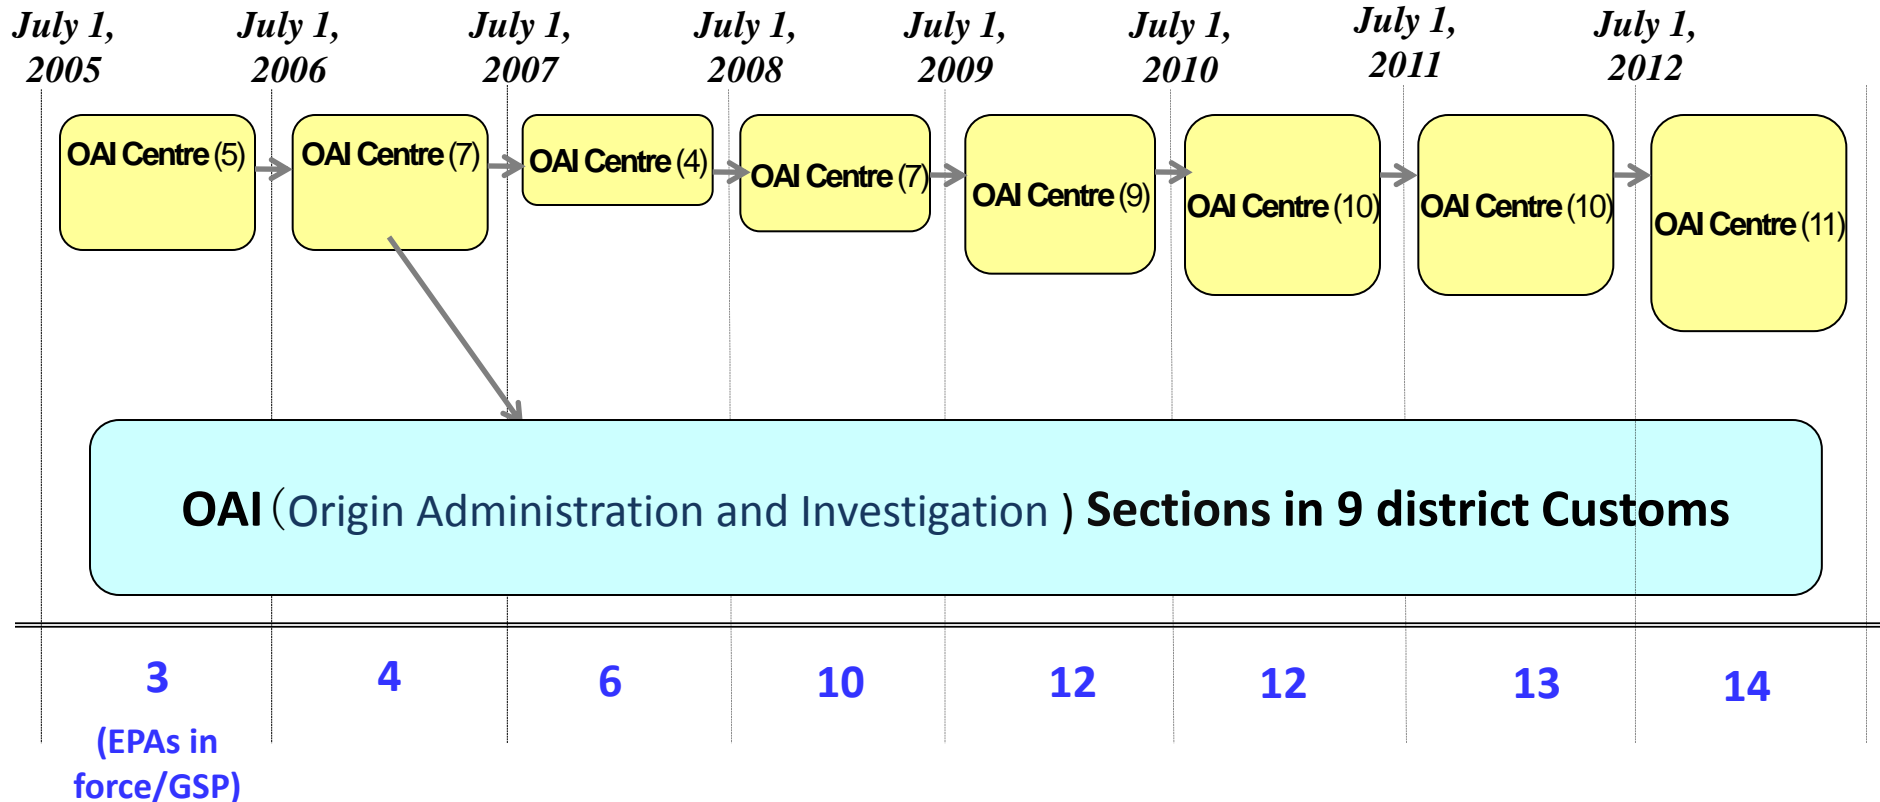 July 1,
2005
July 1,
2006
July 1,
2007
July 1,
2008
July 1,
2009
July 1,
2010
July 1,
2011
July 1,
2012
OAI Centre (5)
OAI Centre (7)
OAI Centre (4)
OAI Centre (7)
OAI Centre (9)
OAI Centre (10)
OAI Centre (10)
OAI Centre (11)
OAI（Origin Administration and Investigation ) Sections in 9 district Customs
3
4
6
10
12
12
13
14
(EPAs in
force/GSP)